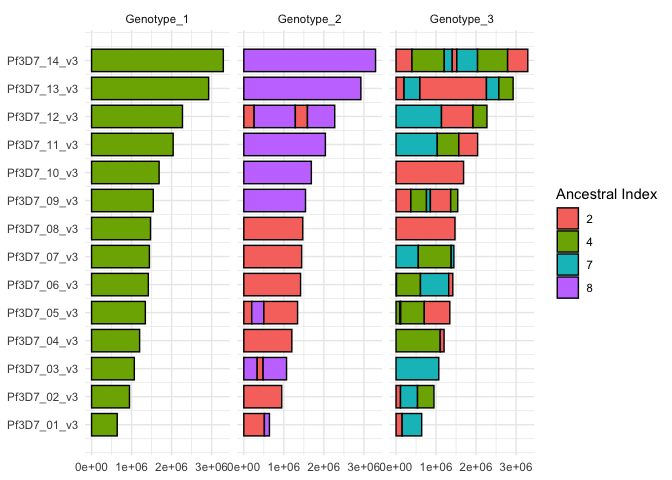 Genotype_1 Genotype_2 Genotype_3
Pf3D7_14_v3
Pf3D7_13_v3
Pf3D7_12_v3
Pf3D7_11_v3
Pf3D7_10_v3
Pf3D7_09_v3
Pf3D7_08_v3
Pf3D7_07_v3
Pf3D7_06_v3
Pf3D7_05_v3
Pf3D7_04_v3
Pf3D7_03_v3
Pf3D7_02_v3
Pf3D7_01_v3
0e+00 1e+06 2e+06 3e+06 0e+00 1e+06 2e+06 3e+06 0e+00 1e+06 2e+06 3e+06
Ancestral Index
2
4
7
8